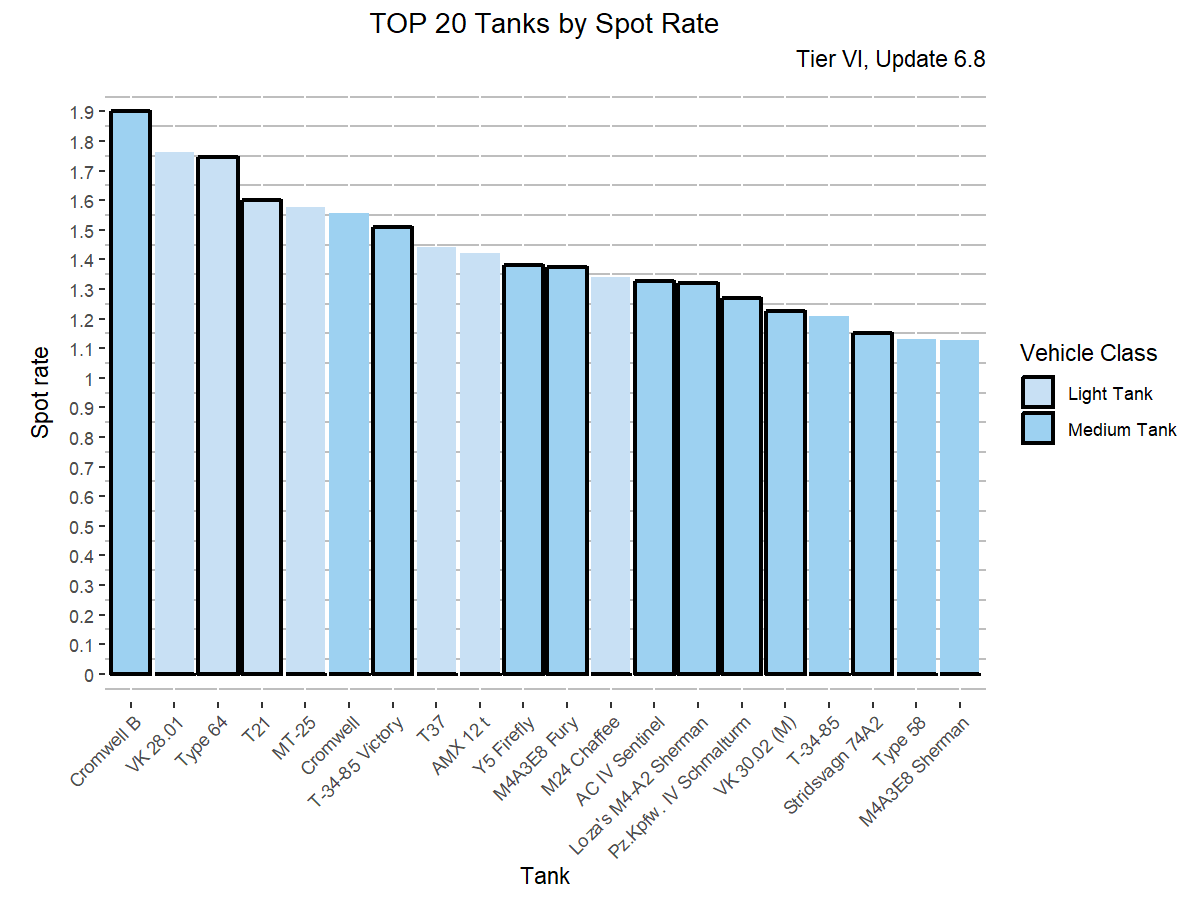 TOP 20 Tanks by Spot Rate
Tier VI, Update 6.8
1.9
1.8
1.7
1.6
1.5
1.4
1.3
1.2
1.1
1
0.9
0.8
0.7
0.6
0.5
0.4
0.3
0.2
0.1
0
Spot rate
Cromwell B
VK 28.01
Type 64
T21
MT-25
Cromwell
T-34-85 Victory
T37
AMX 12 t
Y5 Firefly
M4A3E8 Fury
M24 Chaffee
AC IV Sentinel
Loza's M4-A2 Sherman
Pz.Kpfw. IV Schmalturm
VK 30.02 (M)
T-34-85
Stridsvagn 74A2
Type 58
M4A3E8 Sherman
Tank
Vehicle Class
Light Tank
Medium Tank